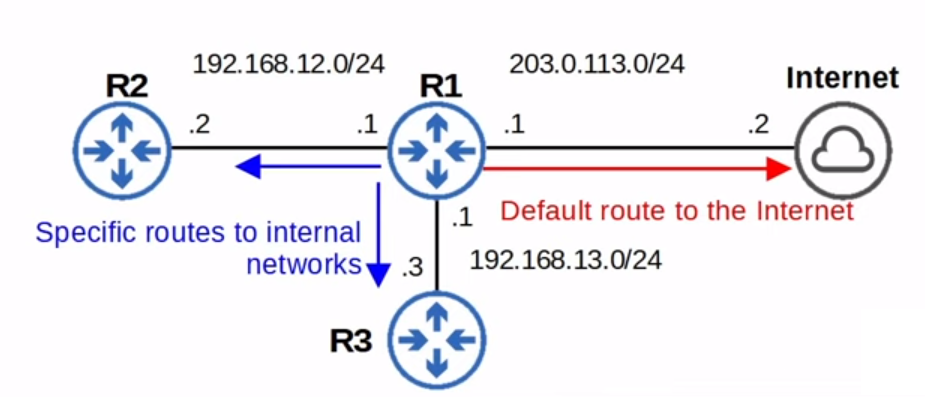 192.168.12.0/24
203.0.113.0/24
Internet
R2
R1
.2
.1
.1
.2
Default route to the Internet
.1
Specific routes to internal
networks
.3
192.168.13.0/24
R3